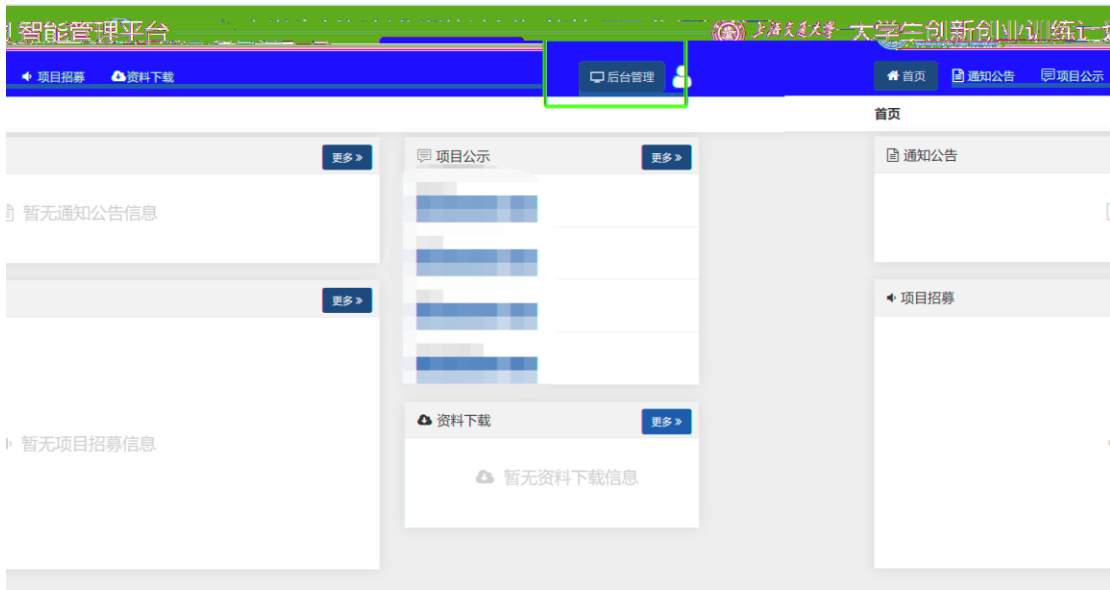 智能管理平台
上海交通大学 大学生创新创业训练计划
项目招募 资料下载 后台管理
首页 通知公告 项目公示
首页
更多
项目公示 更多
通知公告
暂无通知公告信息
更多
项目招募
暂无项目招募信息
资料下载 更多
暂无资料下载信息